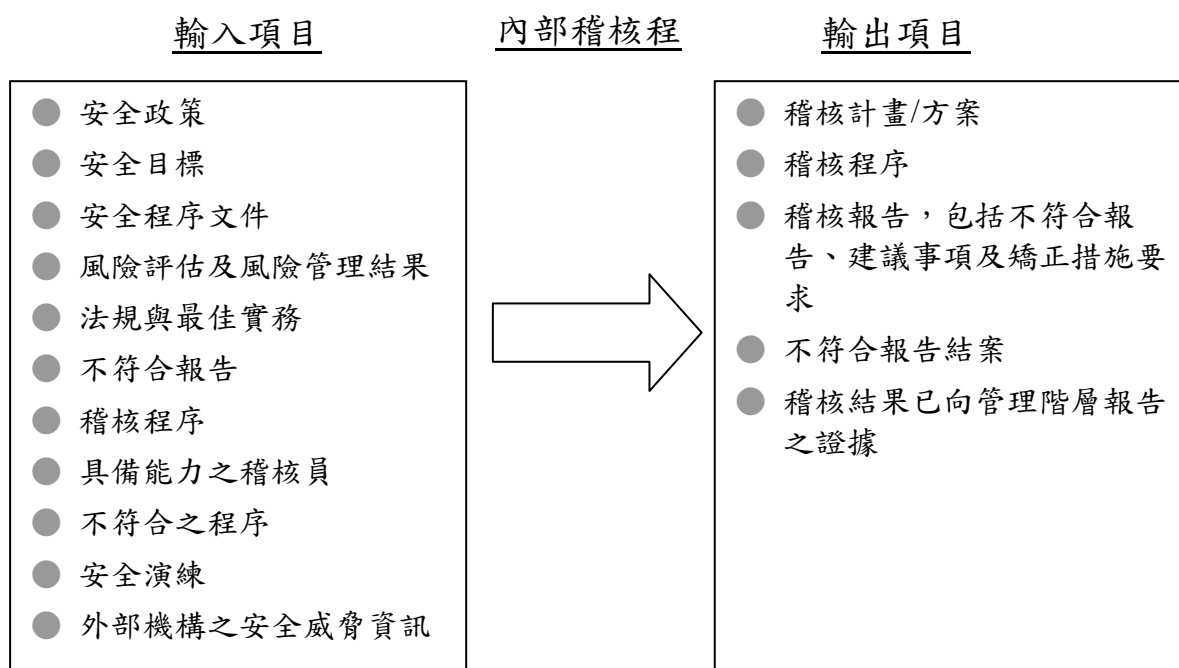 輸入項目
內部稽核程
輸出項目
● 安全政策
● 安全目標
● 安全程序文件
● 風險評估及風險管理結果
● 法規與最佳實務
● 不符合報告
● 稽核程序
● 具備能力之稽核員
● 不符合之程序
● 安全演練
● 外部機構之安全威脅資訊
● 稽核計畫/方案
● 稽核程序
● 稽核報告，包括不符合報
告、建議事項及矯正措施要
求
● 不符合報告結案
● 稽核結果已向管理階層報告
之證據